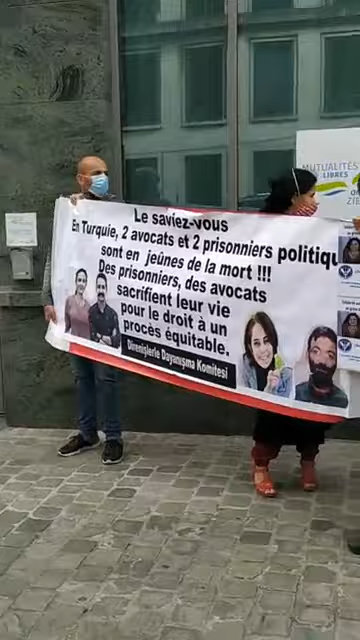 Le saviez-vous
En Turquie, 2 avocats et 2 prisonniers politiqu
sont en jeûnes de la mort !!!
Des prisonniers, des avocats
sacrifient leur vie
pour le droit à un
procès équitable.
Direnişlerle Dayanışma Komitesi
MUTUALITÉS
LIBRES